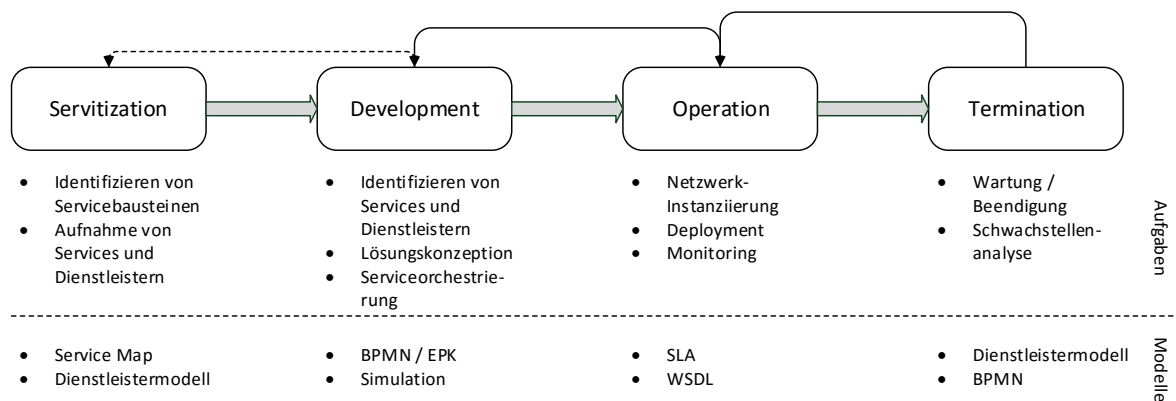 Servitization
Development
Operation
Termination
• Identifizieren von
Servicebausteinen
• Aufnahme von
Services und
Dienstleistern
• Identifizieren von
Services und
Dienstleistern
• Lösungskonzeption
• Serviceorchestrie-
rung
• Netzwerk-
Instanziierung
• Deployment
• Monitoring
• Wartung /
Beendigung
• Schwachstellen-
analyse
Aufgaben
• Service Map
• Dienstleistermodell
• BPMN / EPK
• Simulation
• SLA
• WSDL
• Dienstleistermodell
• BPMN
Modelle